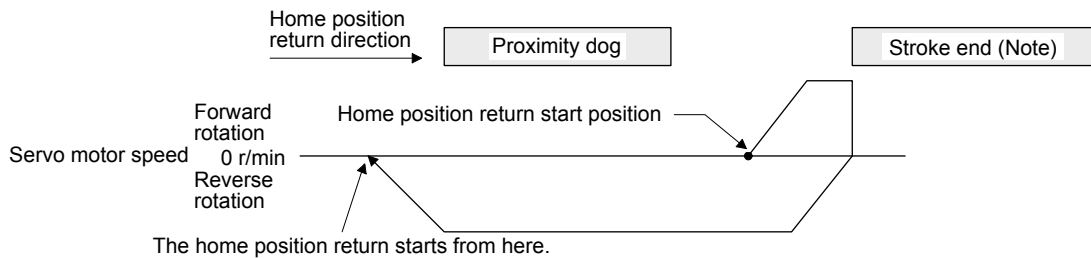 Home position
return direction
Proximity dog
Stroke end (Note)
Forward
rotation
Home position return start position
Servo motor speed
0 r/min
Reverse
rotation
The home position return starts from here.